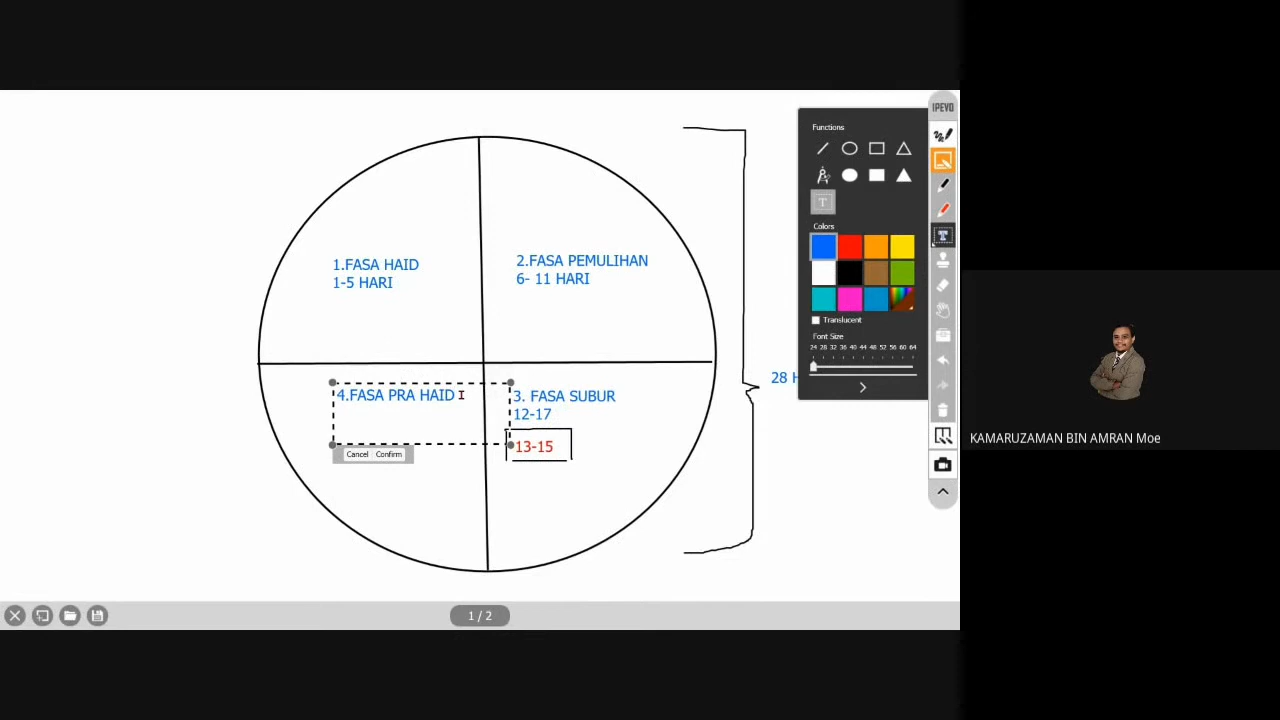 IPEVO
Functions
T
Colors
Translucent
Font Size
24 28 32 36 40 44 48 52 56 60 64
T
1.FASA HAID
1-5 HARI
2.FASA PEMULIHAN
6- 11 HARI
28 H
4.FASA PRA HAID
Cancel Confirm
3. FASA SUBUR
12-17
13-15
KAMARUZAMAN BIN AMRAN Moe
1 / 2